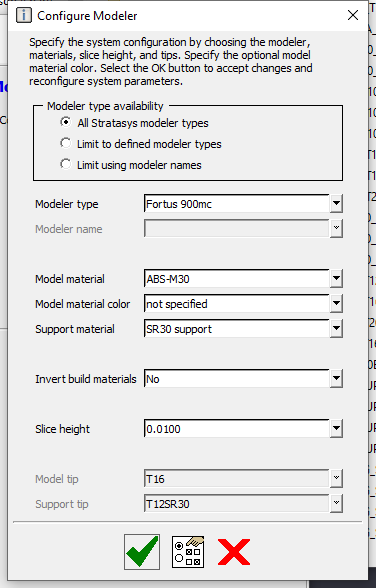 Configure Modeler
Specify the system configuration by choosing the modeler,
materials, slice height, and tips. Specify the optional model
material color. Select the OK button to accept changes and
reconfigure system parameters.
Modeler type availability
All Stratasys modeler types
Limit to defined modeler types
Limit using modeler names
Modeler type Fortus 900mc
Modeler name
Model material ABS-M30
Model material color not specified
Support material SR30 support
Invert build materials No
Slice height 0.0100
Model tip T16
Support tip T12SR30